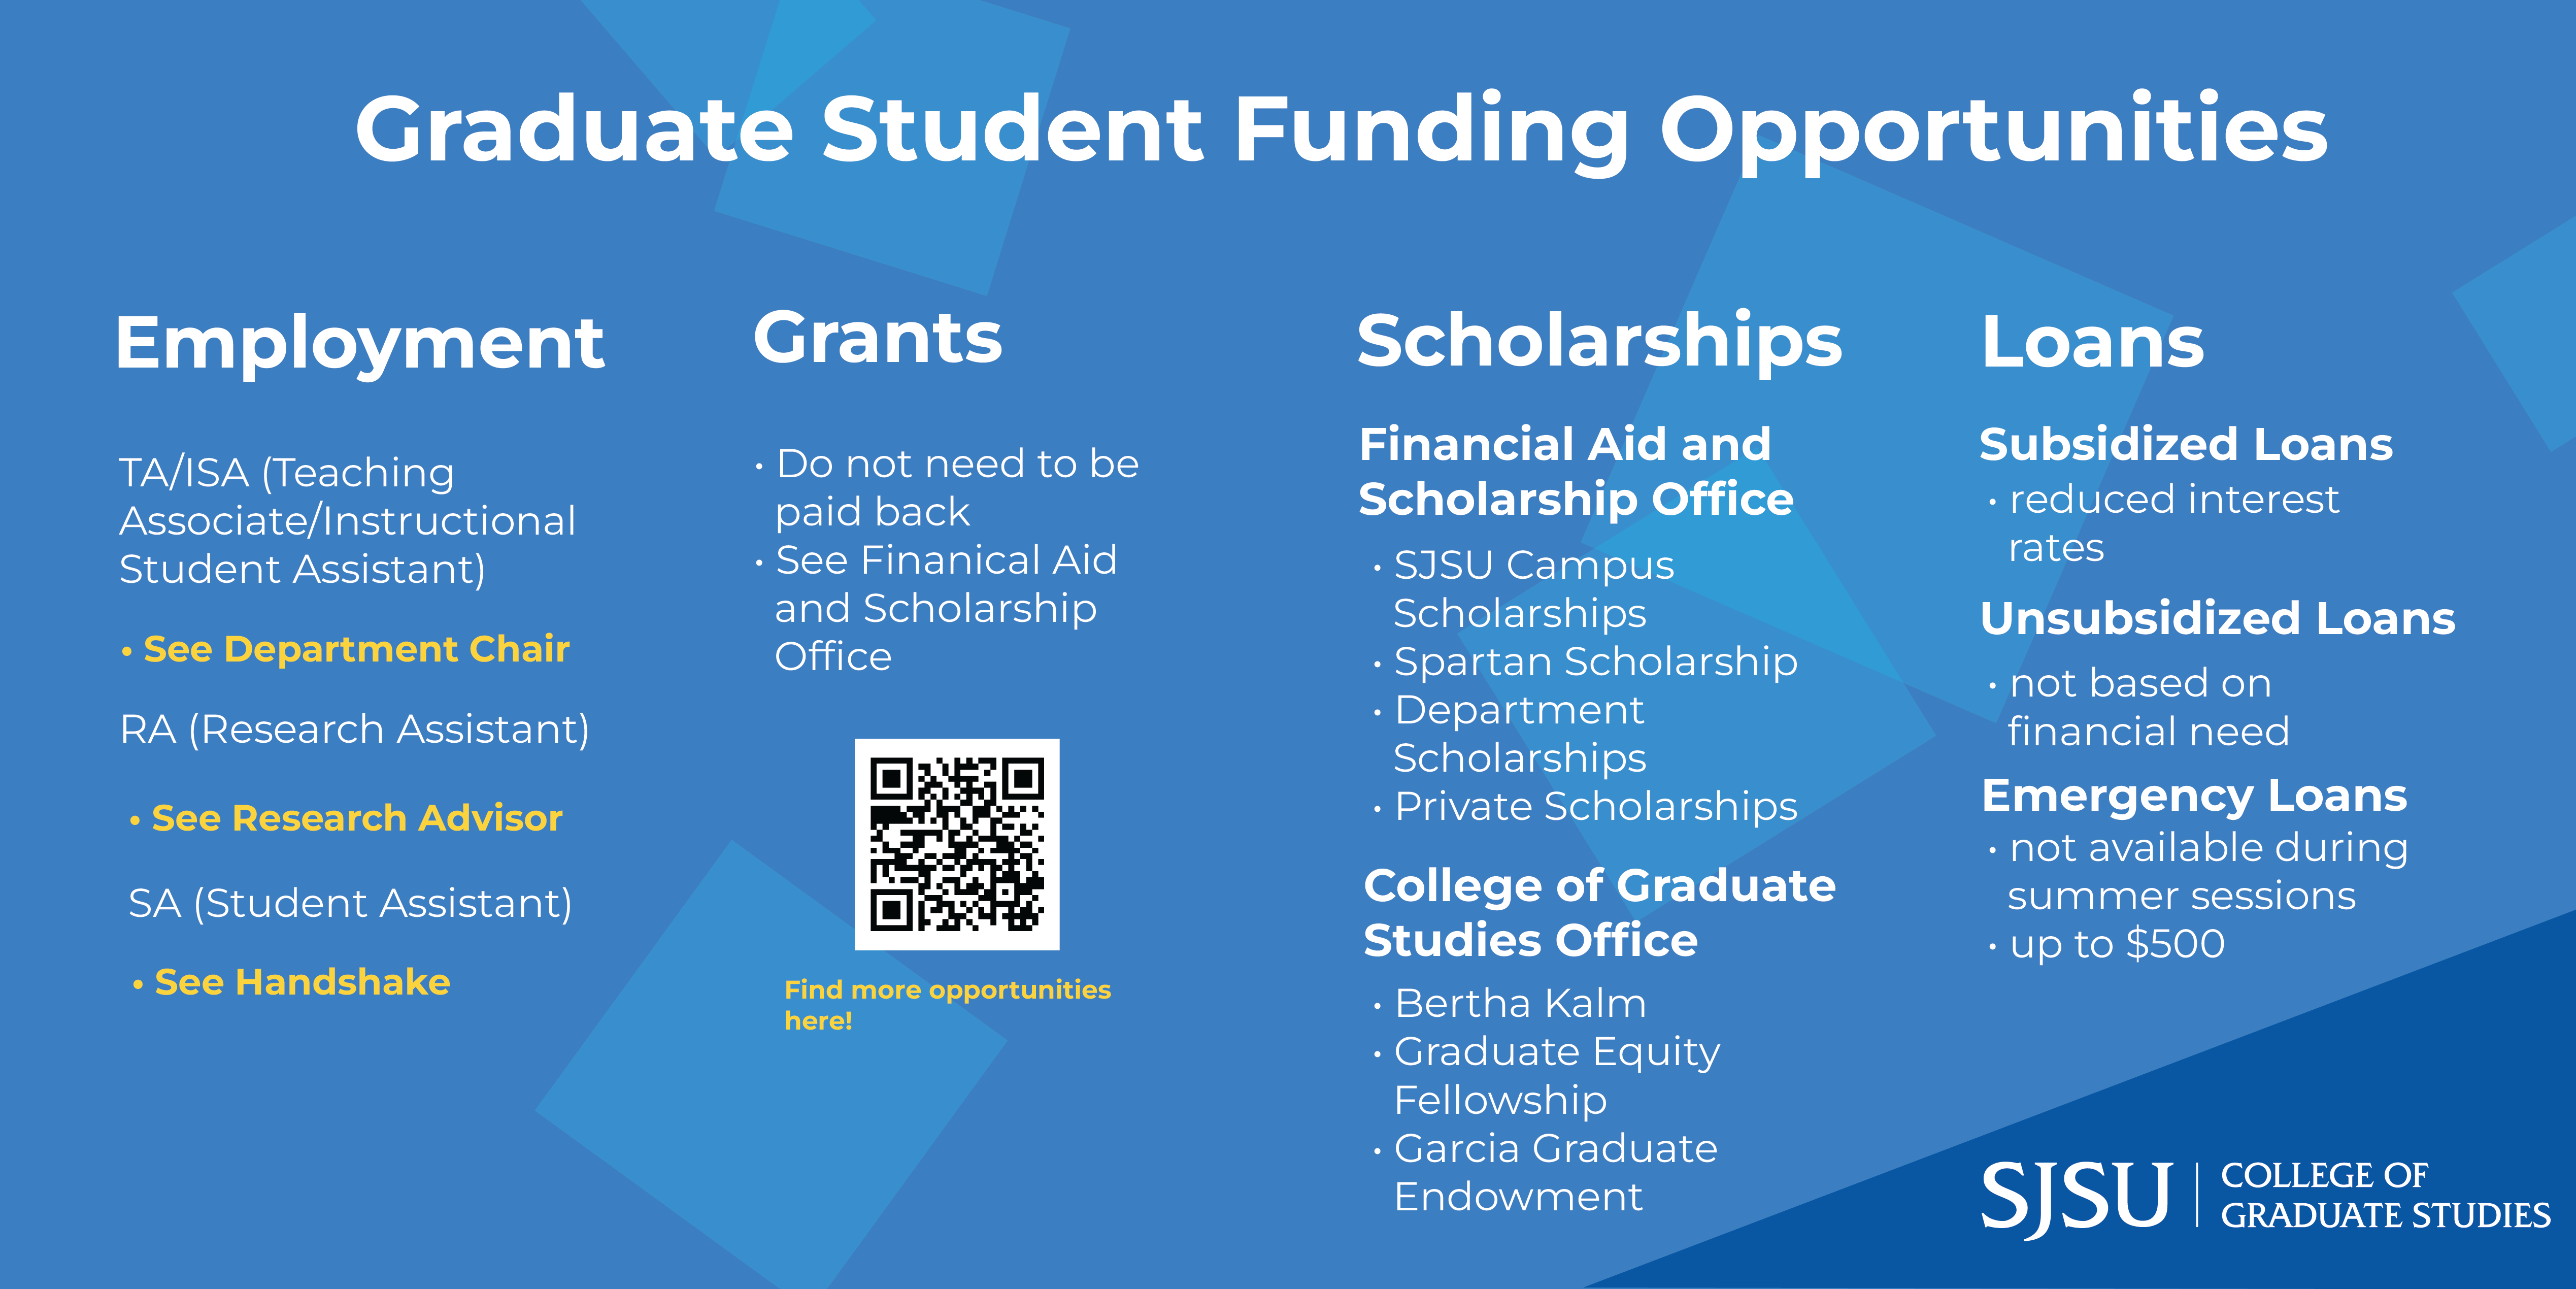 Graduate Student Funding Opportunities
Employment
TA/ISA (Teaching
Associate/Instructional
Student Assistant)
• See Department Chair
RA (Research Assistant)
• See Research Advisor
SA (Student Assistant)
• See Handshake
Grants
• Do not need to be
paid back
• See Finanical Aid
and Scholarship
Office
Find more opportunities
here!
Scholarships
Financial Aid and
Scholarship Office
• SJSU Campus
Scholarships
• Spartan Scholarship
• Department
Scholarships
• Private Scholarships
College of Graduate
Studies Office
• Bertha Kalm
• Graduate Equity
Fellowship
• Garcia Graduate
Endowment
Loans
Subsidized Loans
• reduced interest
rates
Unsubsidized Loans
• not based on
financial need
Emergency Loans
• not available during
summer sessions
• up to $500
SJSU | COLLEGE OF
GRADUATE STUDIES